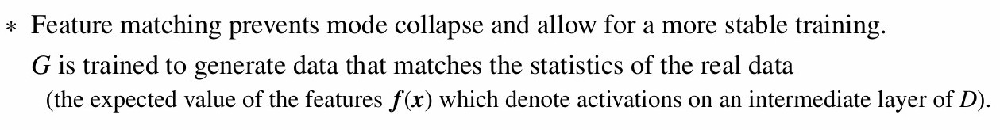 * Feature matching prevents mode collapse and allow for a more stable training.
G is trained to generate data that matches the statistics of the real data
(the expected value of the features f(x) which denote activations on an intermediate layer of D).